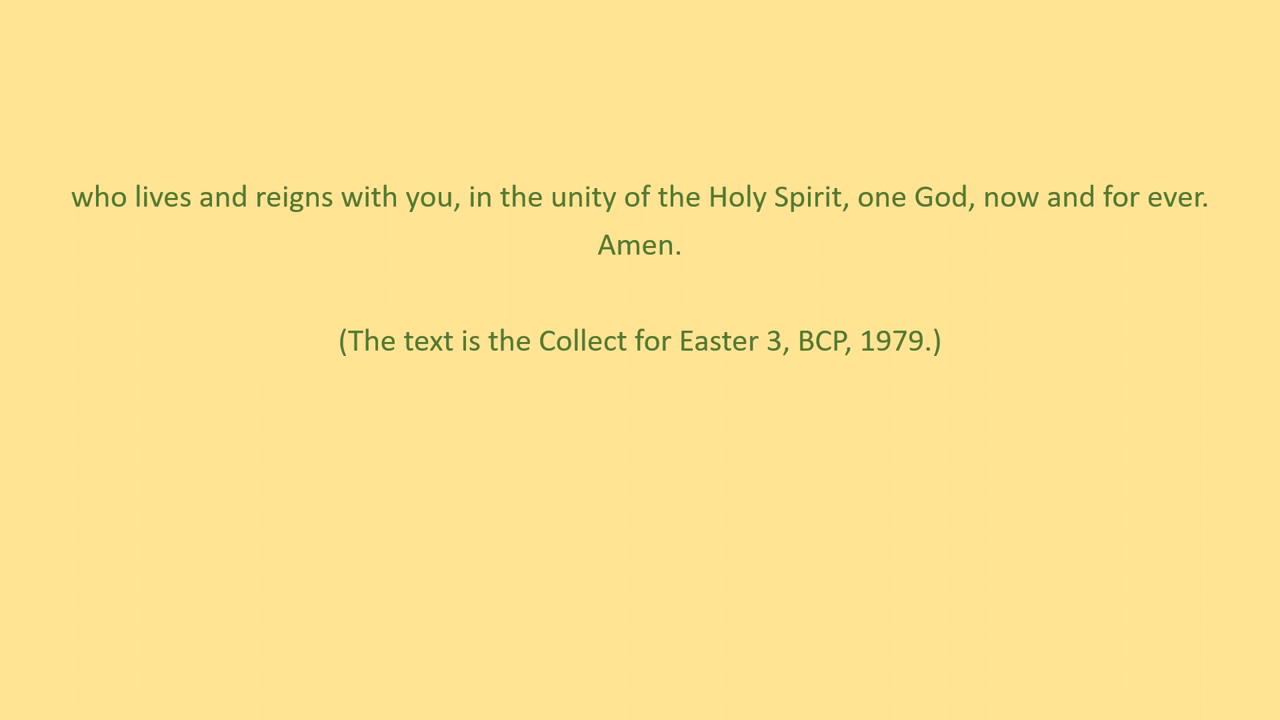 who lives and reigns with you, in the unity of the Holy Spirit, one God, now and for ever.
Amen.
(The text is the Collect for Easter 3, BCP, 1979.)